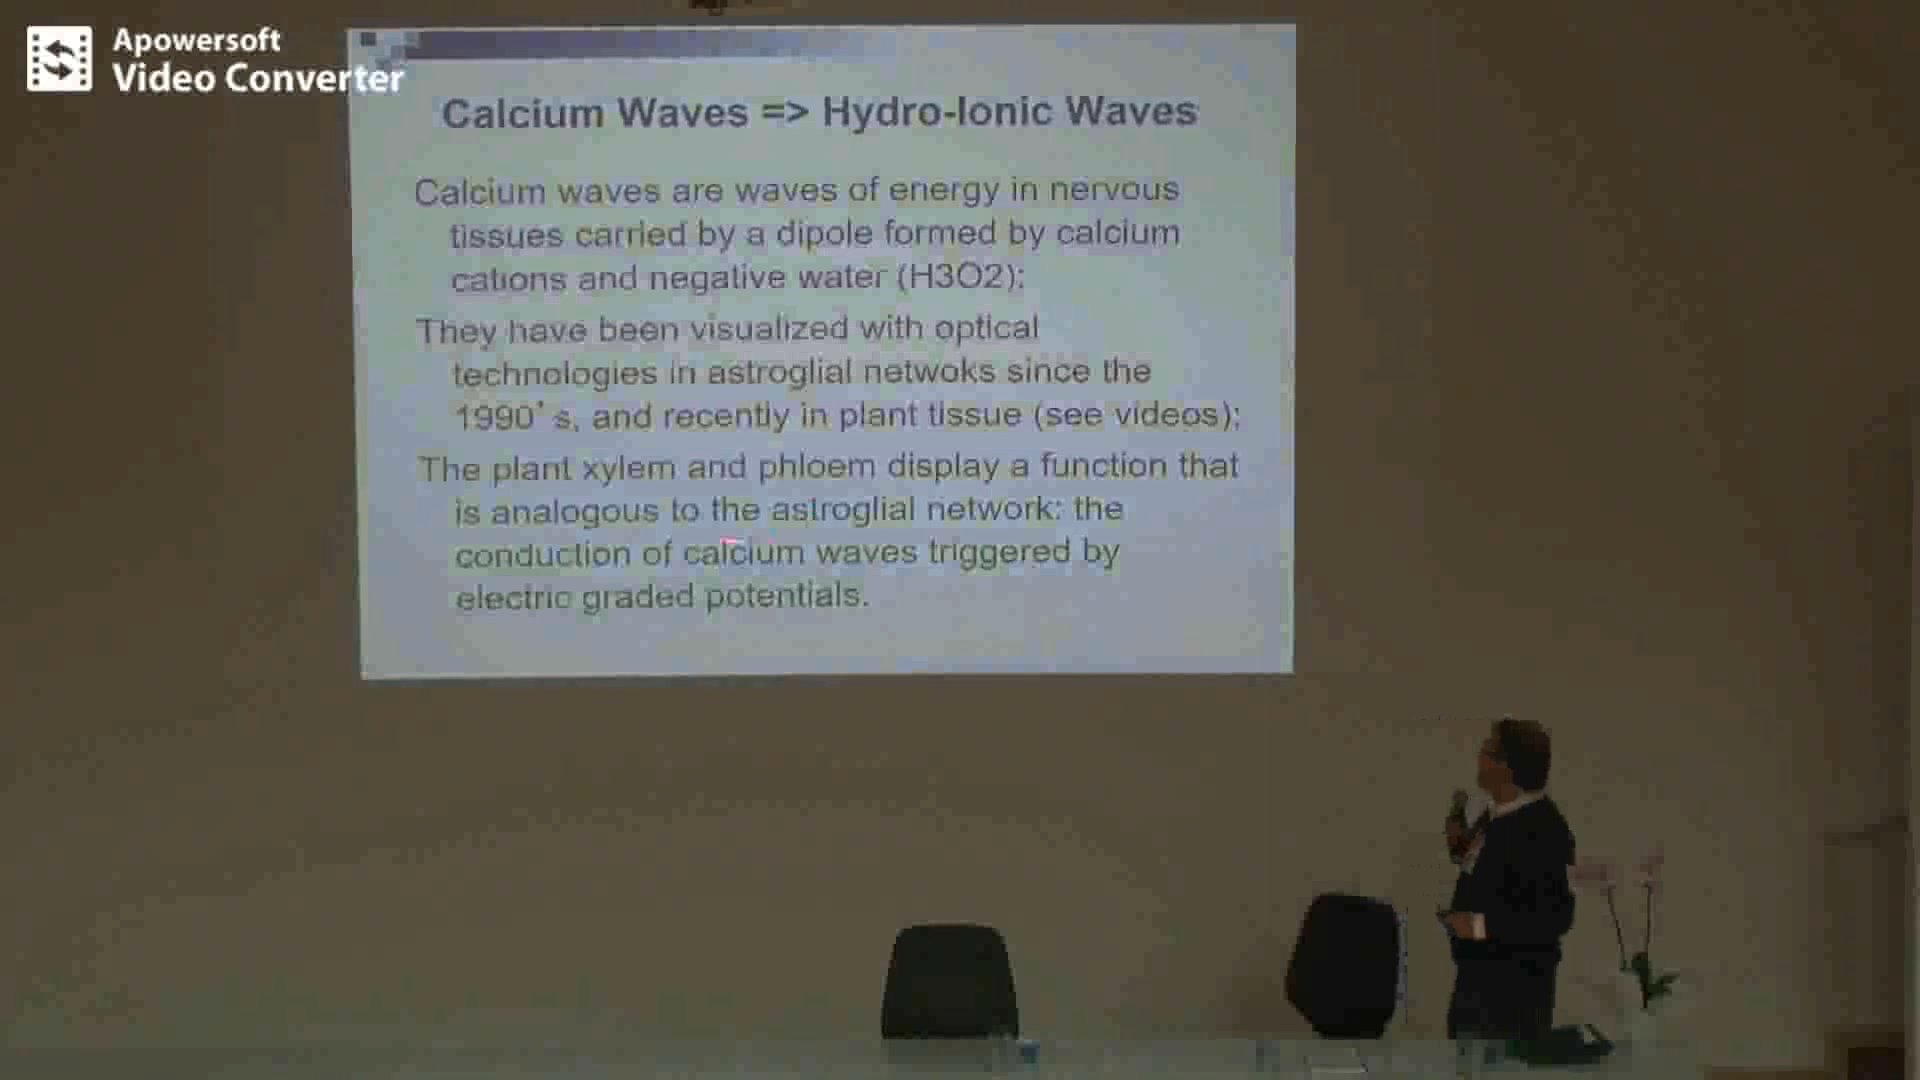 Apowersoft
Video Converter
Calcium Waves => Hydro-Ionic Waves
Calcium waves are waves of energy in nervous
tissues carried by a dipole formed by calcium
cations and negative water (H3O2);
They have been visualized with optical
technologies in astroglial netwoks since the
1990's, and recently in plant tissue (see videos);
The plant xylem and phloem display a function that
is analogous to the astroglial network: the
conduction of calcium waves triggered by
electric graded potentials.